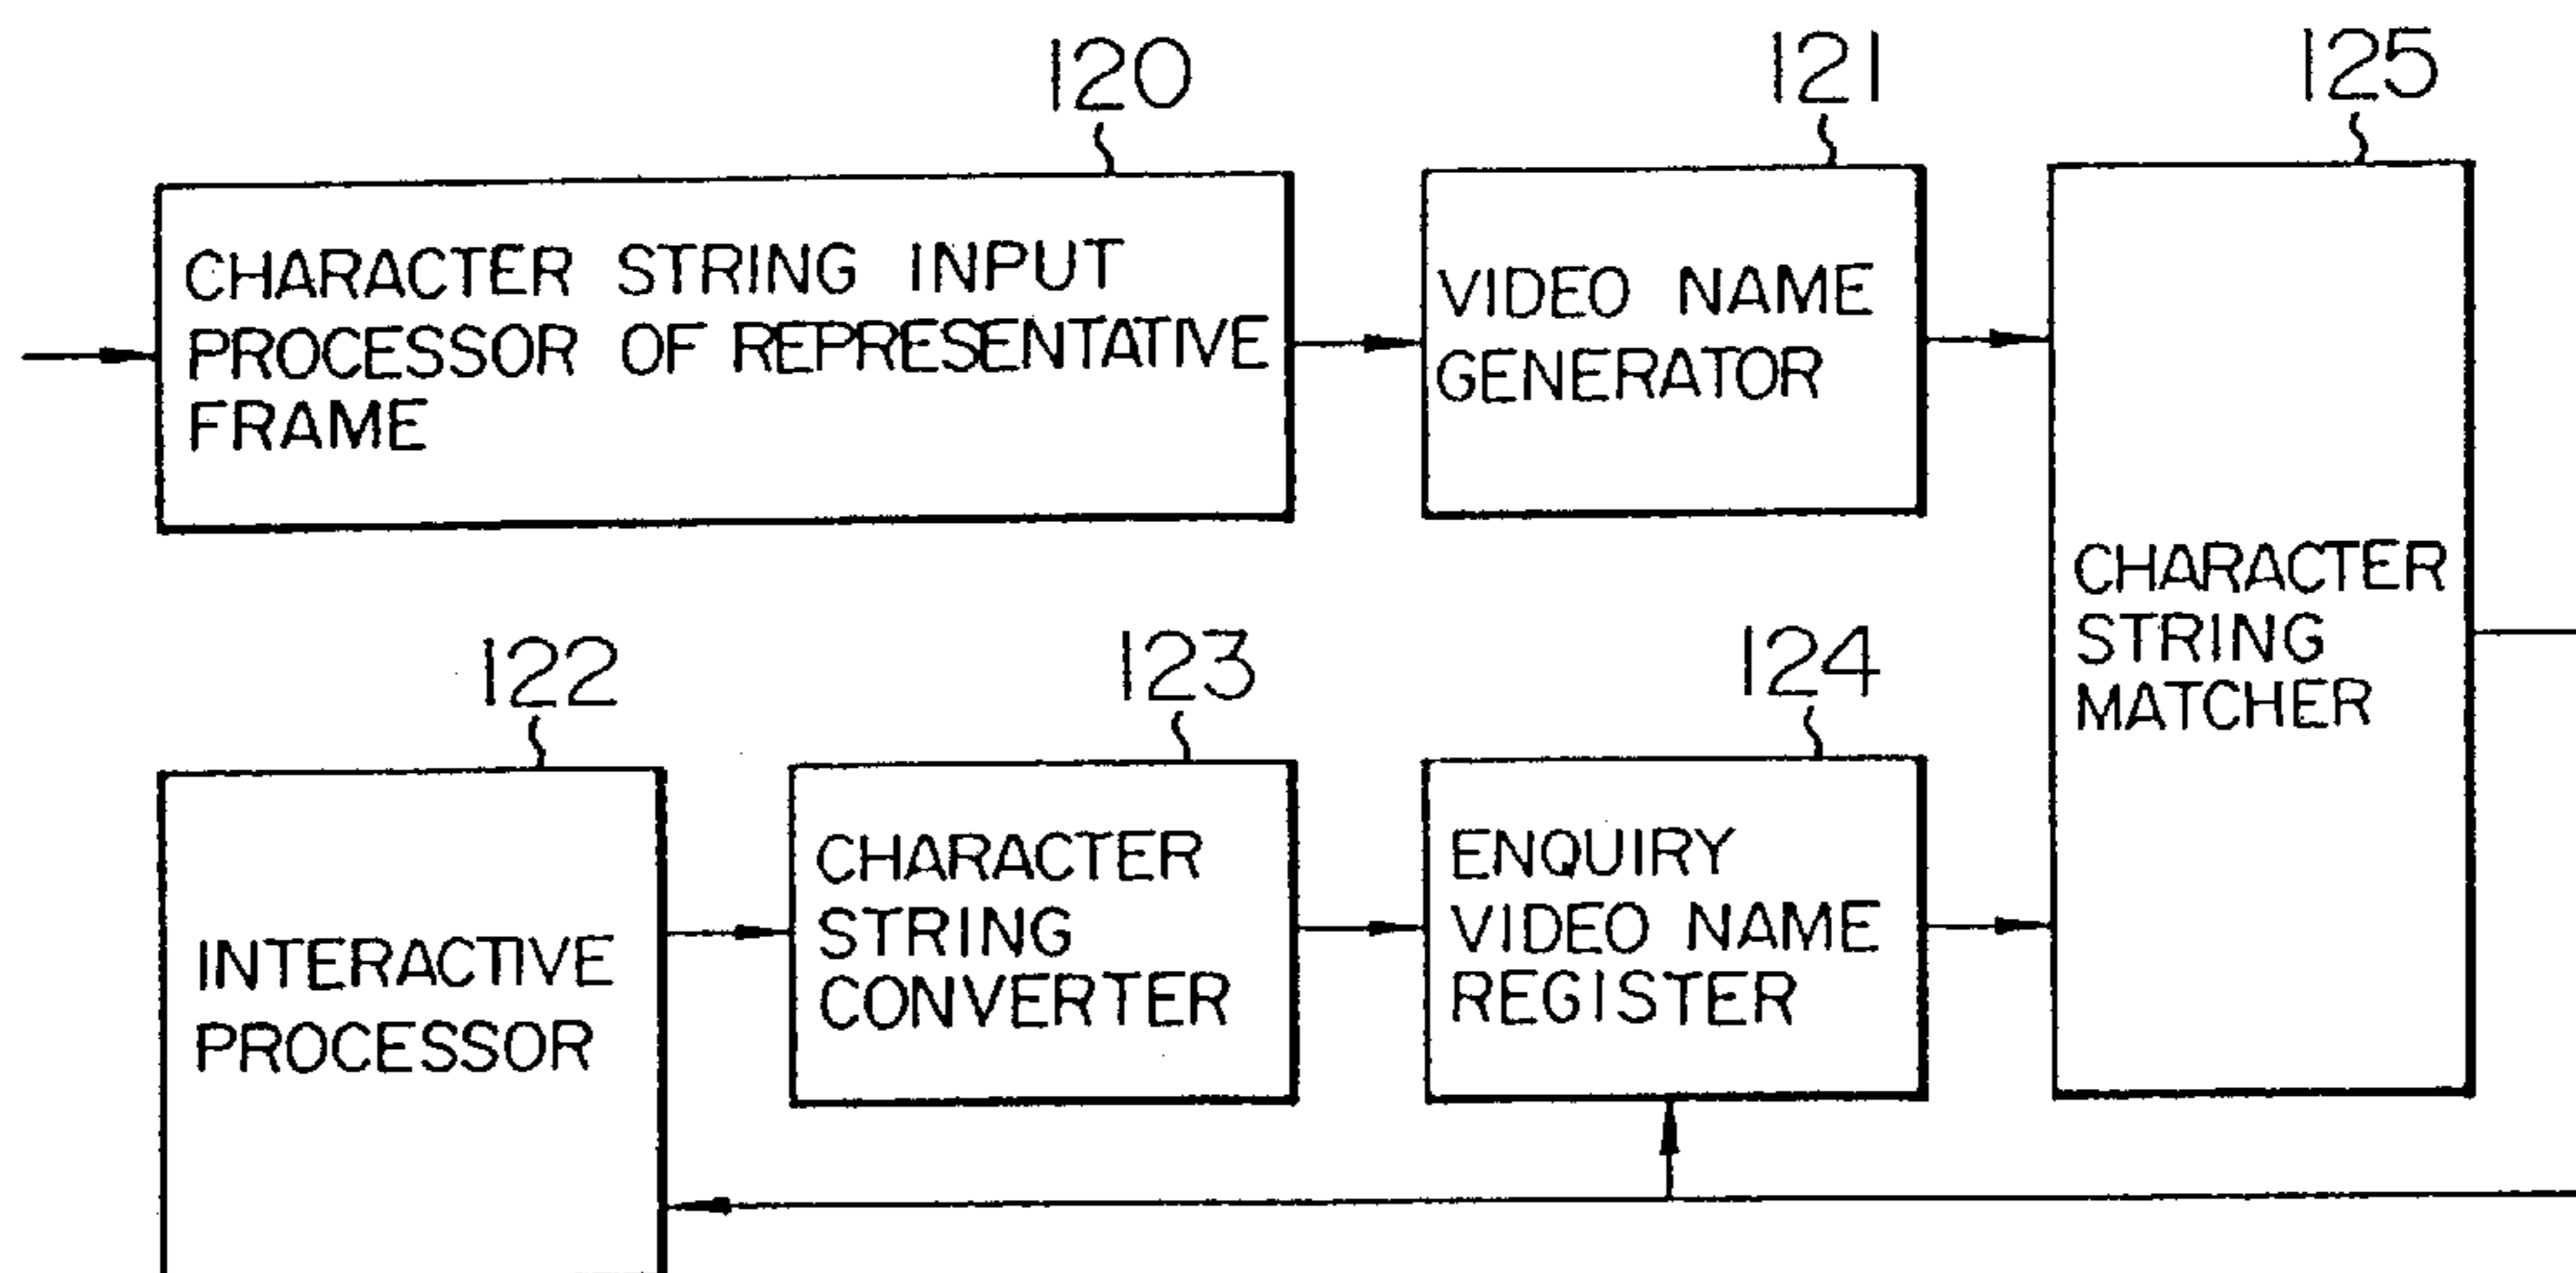 120
CHARACTER STRING INPUT
PROCESSOR OF REPRESENTATIVE
FRAME
121
VIDEO NAME
GENERATOR
125
CHARACTER
STRING
MATCHER
122
INTERACTIVE
PROCESSOR
123
CHARACTER
STRING
CONVERTER
124
ENQUIRY
VIDEO NAME
REGISTER